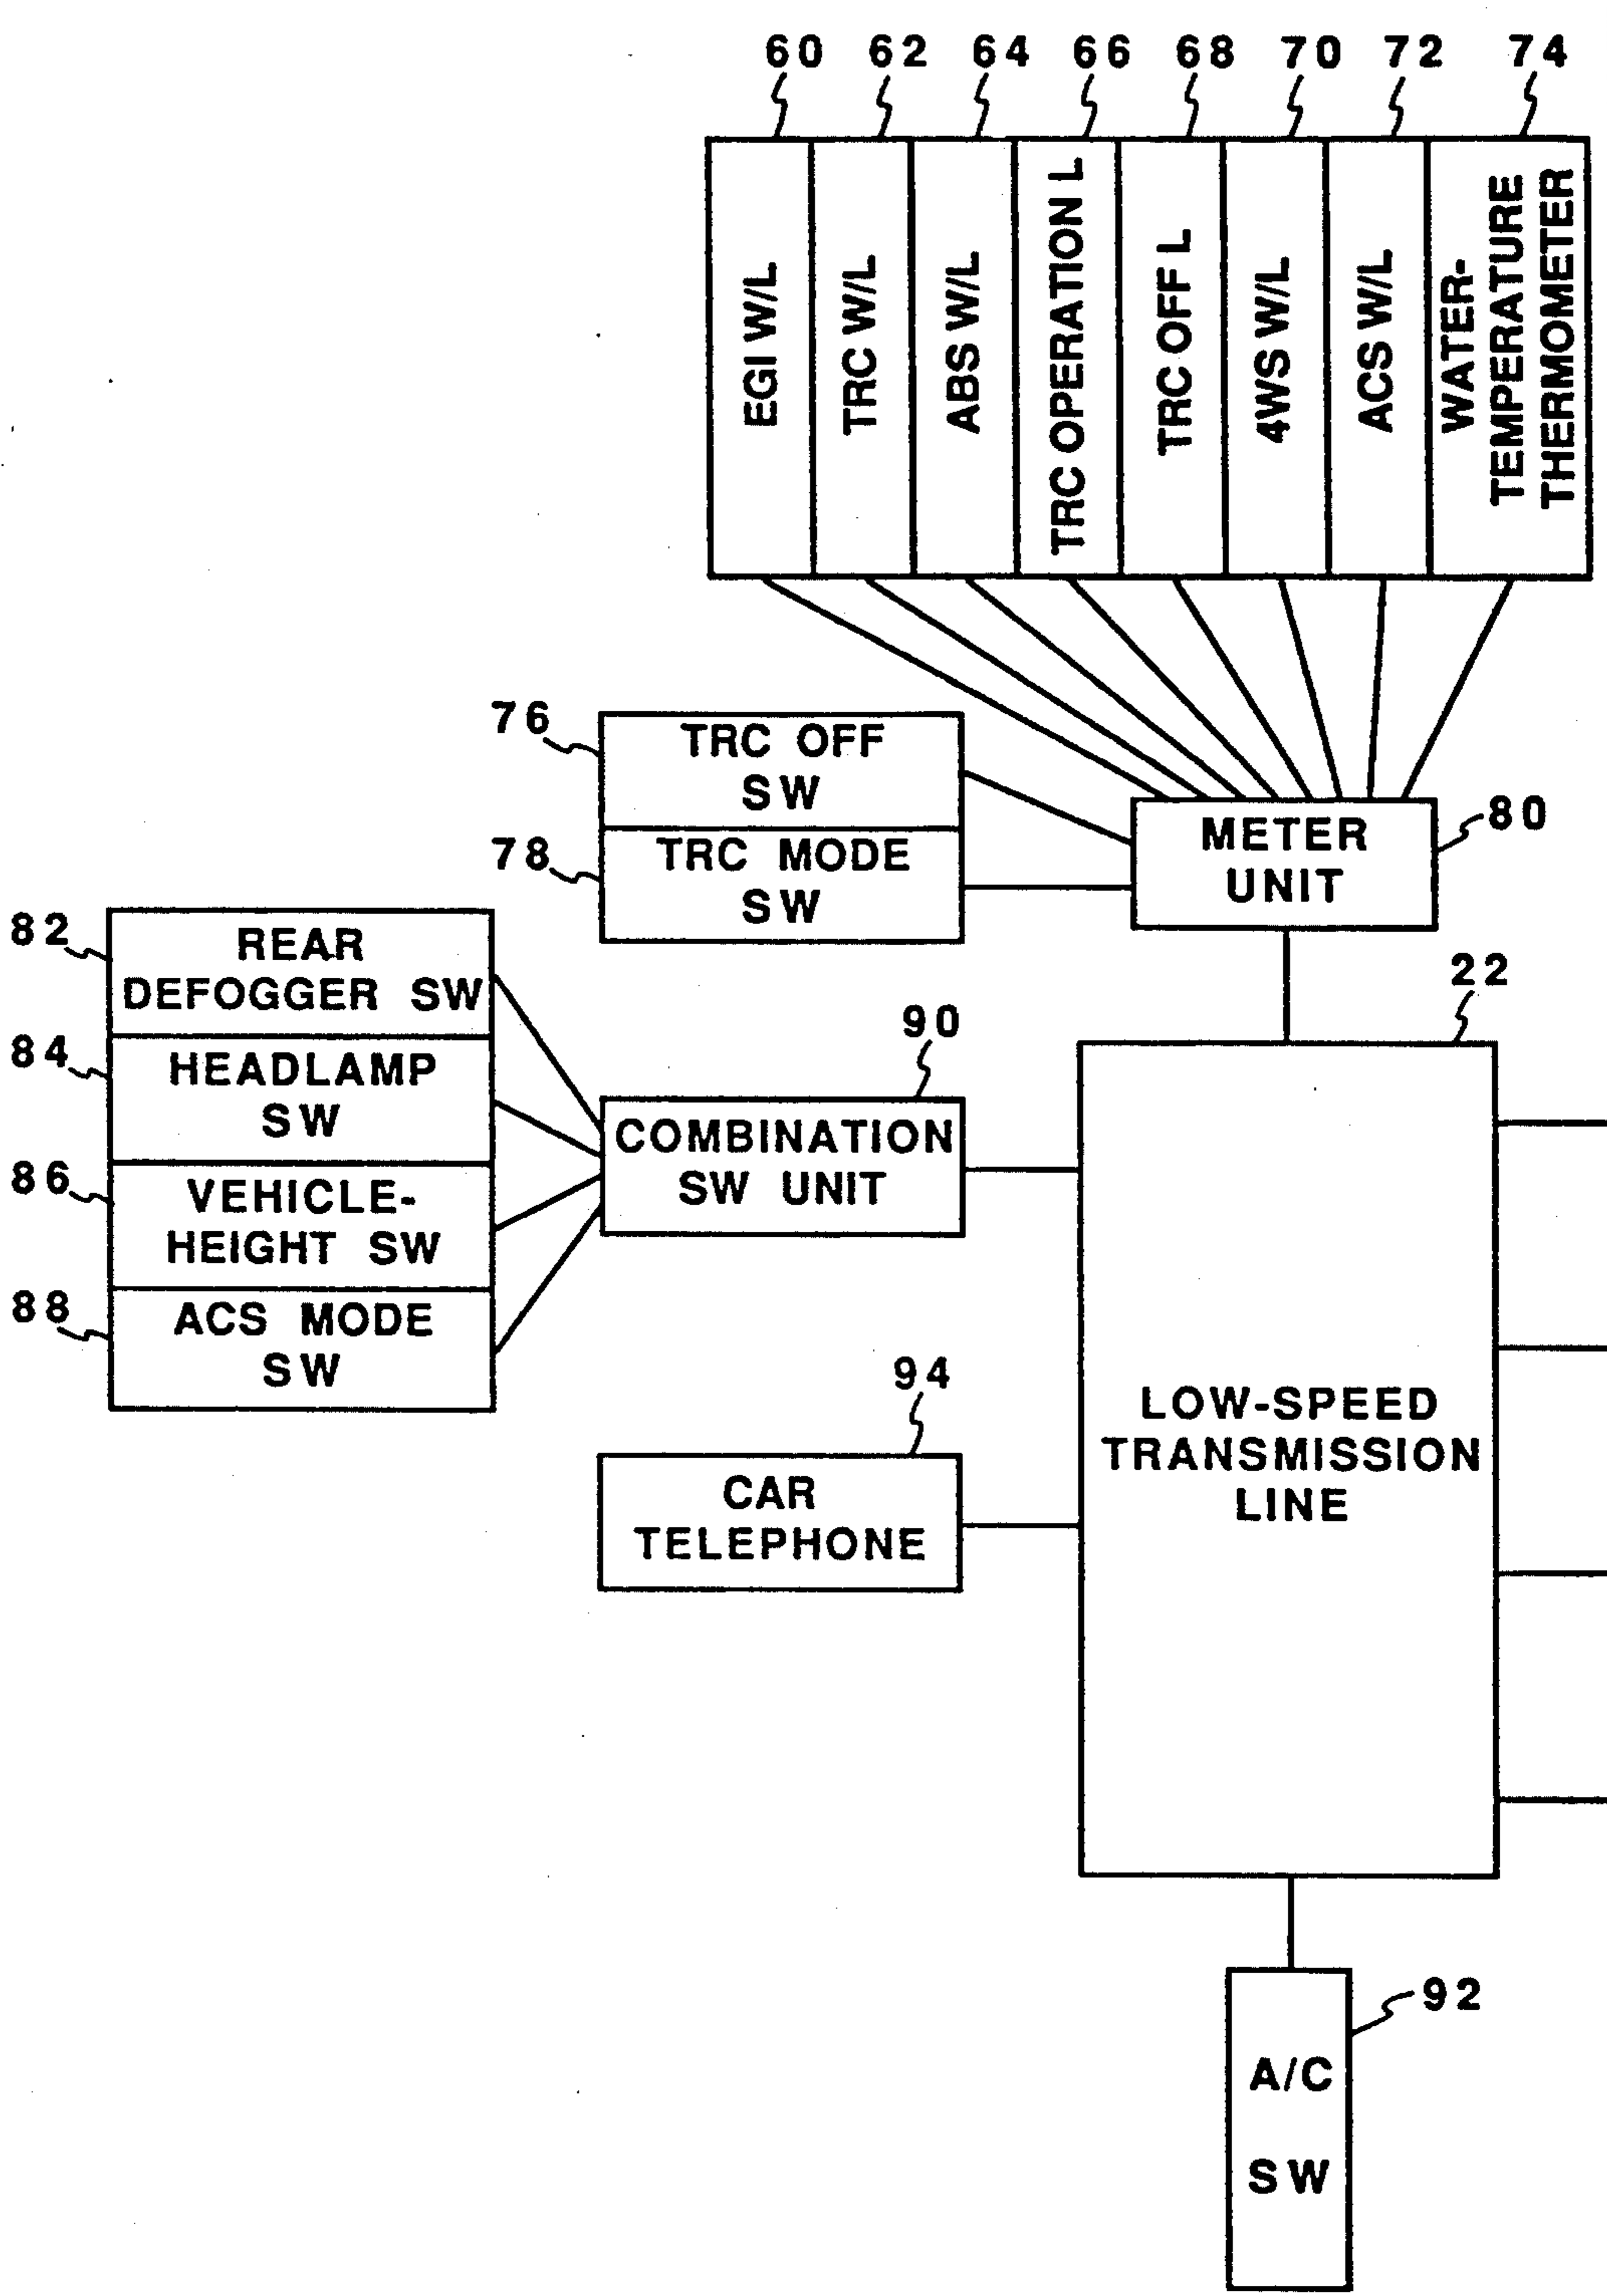 60 62 64 66 68 70 72 74
EGI W/L
TRC W/L
ABS W/L
TRC OPERATION L
TRC OFF L
4WS W/L
ACS W/L
WATER-
TEMPERATURE
THERMOMETER
76
TRC OFF
SW
78
TRC MODE
SW
METER
UNIT
80
82
REAR
DEFOGGER SW
84
HEADLAMP
SW
86
VEHICLE-
HEIGHT SW
88
ACS MODE
SW
90
COMBINATION
SW UNIT
22
LOW-SPEED
TRANSMISSION
LINE
94
CAR
TELEPHONE
92
A/C
SW